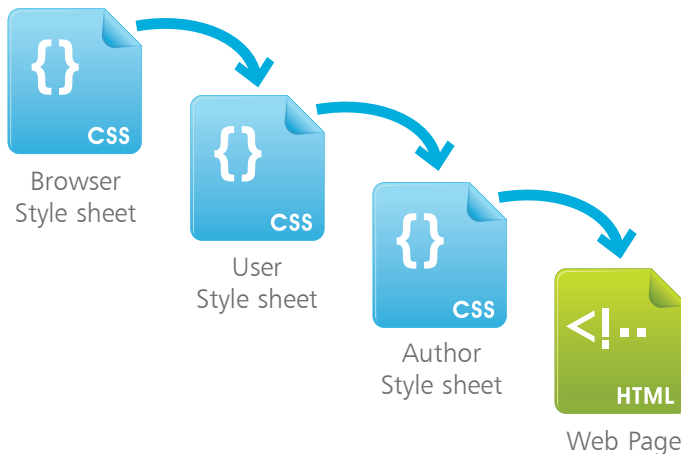 {}
CSS
Browser
Style sheet
{}
CSS
User
Style sheet
{}
CSS
Author
Style sheet
<!..
HTML
Web Page